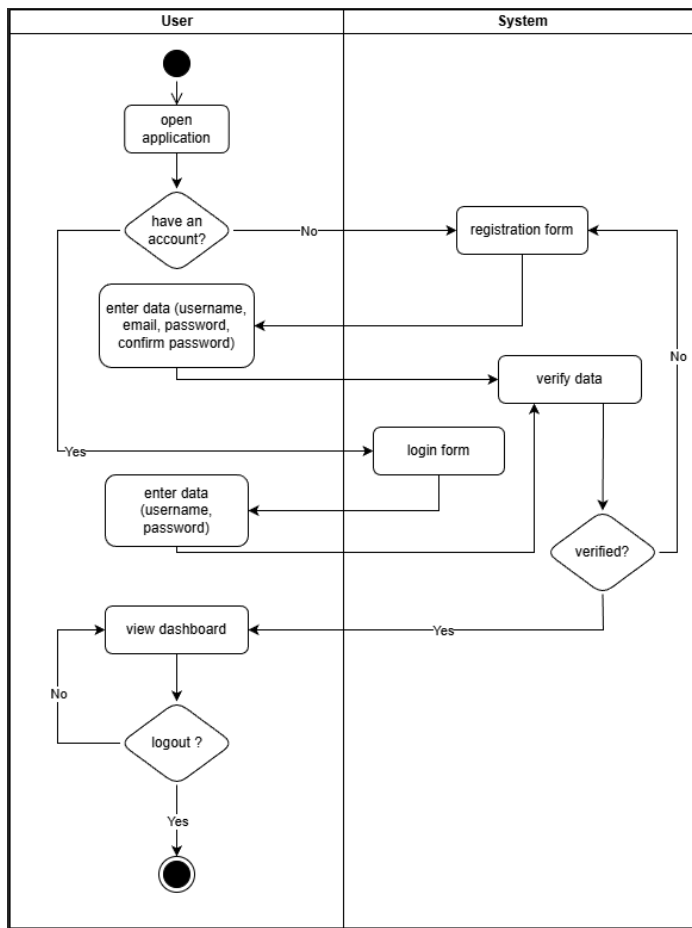 User
System
open
application
have an
account?
No
registration form
enter data (username,
email, password,
confirm password)
No
verify data
Yes
login form
enter data
(username,
password)
verified?
view dashboard
Yes
No
logout ?
Yes